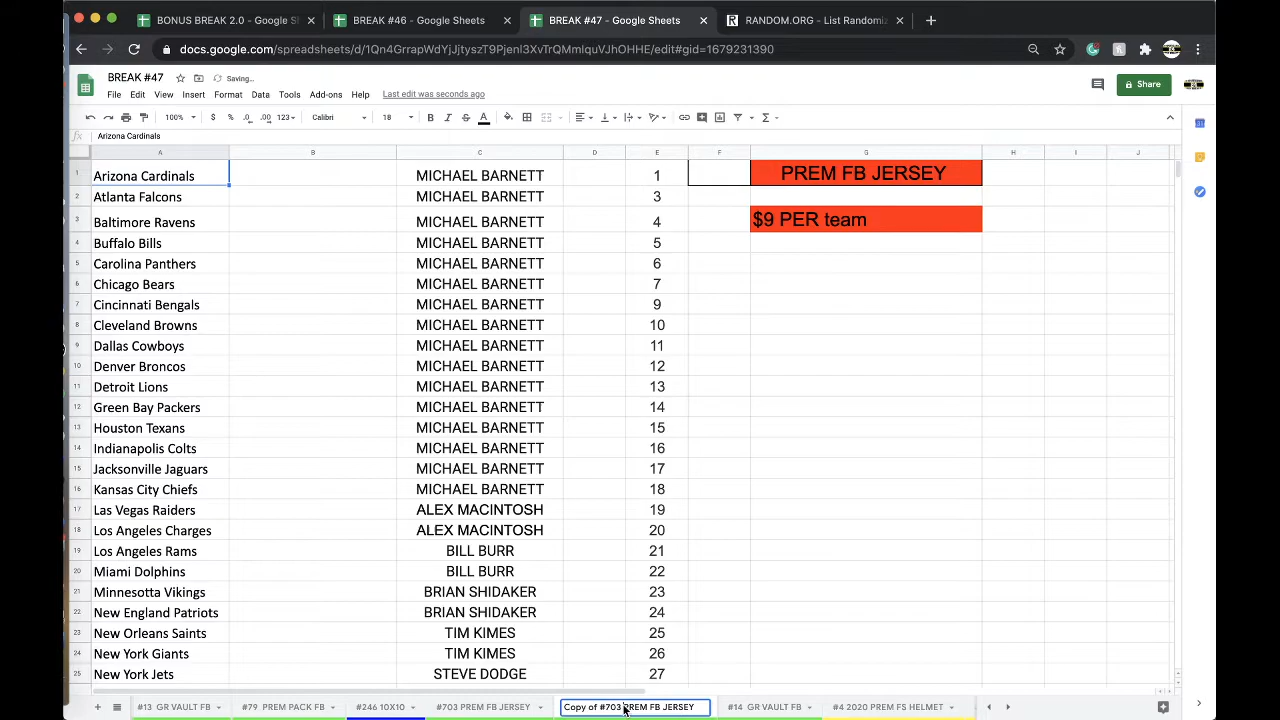 BONUS BREAK 2.0 - Google S
BREAK #46 - Google Sheets
BREAK #47 - Google Sheets
RANDOM.ORG - List Randomiz
docs.google.com/spreadsheets/d/1Qn4GrrapWdYjJjtyszT9Pjenl3XvTrQMmlquVJhOHHE/edit#gid=1679231390
BREAK #47
Saving...
File Edit View Insert Format Data Tools Add-ons Help Last edit was seconds ago
Share
100% $ % .0 .00 123 Calibri 18 B I S A
fx Arizona Cardinals
A B C D E F G H I J
1 Arizona Cardinals MICHAEL BARNETT 1 PREM FB JERSEY
2 Atlanta Falcons MICHAEL BARNETT 3
3 Baltimore Ravens MICHAEL BARNETT 4 $9 PER team
4 Buffalo Bills MICHAEL BARNETT 5
5 Carolina Panthers MICHAEL BARNETT 6
6 Chicago Bears MICHAEL BARNETT 7
7 Cincinnati Bengals MICHAEL BARNETT 9
8 Cleveland Browns MICHAEL BARNETT 10
9 Dallas Cowboys MICHAEL BARNETT 11
10 Denver Broncos MICHAEL BARNETT 12
11 Detroit Lions MICHAEL BARNETT 13
12 Green Bay Packers MICHAEL BARNETT 14
13 Houston Texans MICHAEL BARNETT 15
14 Indianapolis Colts MICHAEL BARNETT 16
15 Jacksonville Jaguars MICHAEL BARNETT 17
16 Kansas City Chiefs MICHAEL BARNETT 18
17 Las Vegas Raiders ALEX MACINTOSH 19
18 Los Angeles Charges ALEX MACINTOSH 20
19 Los Angeles Rams BILL BURR 21
20 Miami Dolphins BILL BURR 22
21 Minnesotta Vikings BRIAN SHIDAKER 23
22 New England Patriots BRIAN SHIDAKER 24
23 New Orleans Saints TIM KIMES 25
24 New York Giants TIM KIMES 26
25 New York Jets STEVE DODGE 27
#13 GR VAULT FB #79 PREM PACK FB #246 10X10 #703 PREM FB JERSEY Copy of #703 PREM FB JERSEY #14 GR VAULT FB #4 2020 PREM FS HELMET